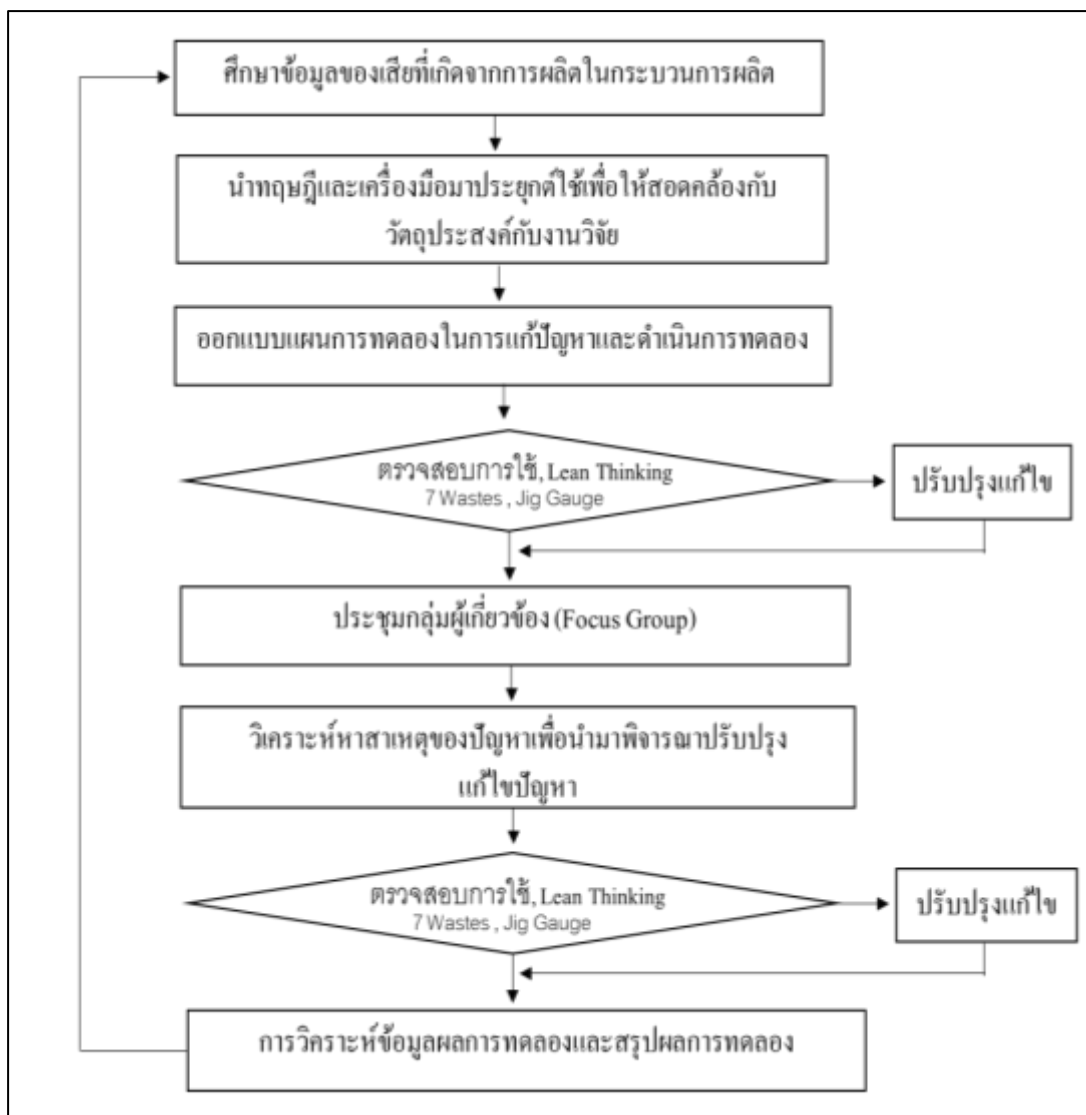 ศึกษาข้อมูลของเสียที่เกิดจากการผลิตในกระบวนการผลิต
นำทฤษฎีและเครื่องมือมาประยุกต์ใช้เพื่อให้สอดคล้องกับ
วัตถุประสงค์กับงานวิจัย
ออกแบบแผนการทดลองในการแก้ปัญหาและดำเนินการทดลอง
ตรวจสอบการใช้, Lean Thinking
7 Wastes , Jig Gauge
ปรับปรุงแก้ไข
ประชุมกลุ่มผู้เกี่ยวข้อง (Focus Group)
วิเคราะห์หาสาเหตุของปัญหาเพื่อนำมาพิจารณาปรับปรุง
แก้ไขปัญหา
ตรวจสอบการใช้, Lean Thinking
7 Wastes , Jig Gauge
ปรับปรุงแก้ไข
การวิคราะห์ข้อมูลผลการทดลองและสรุปผลการทดลอง